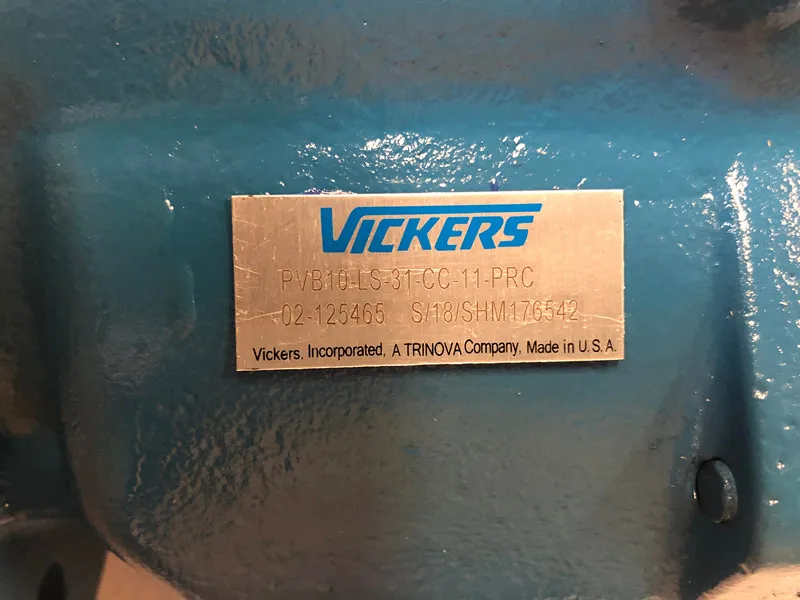 VICKERS
PVB10-LS-31-CC-11-PRC
02-125465 S/18/SHM176542
Vickers, Incorporated, A TRINOVA Company, Made in U.S.A.